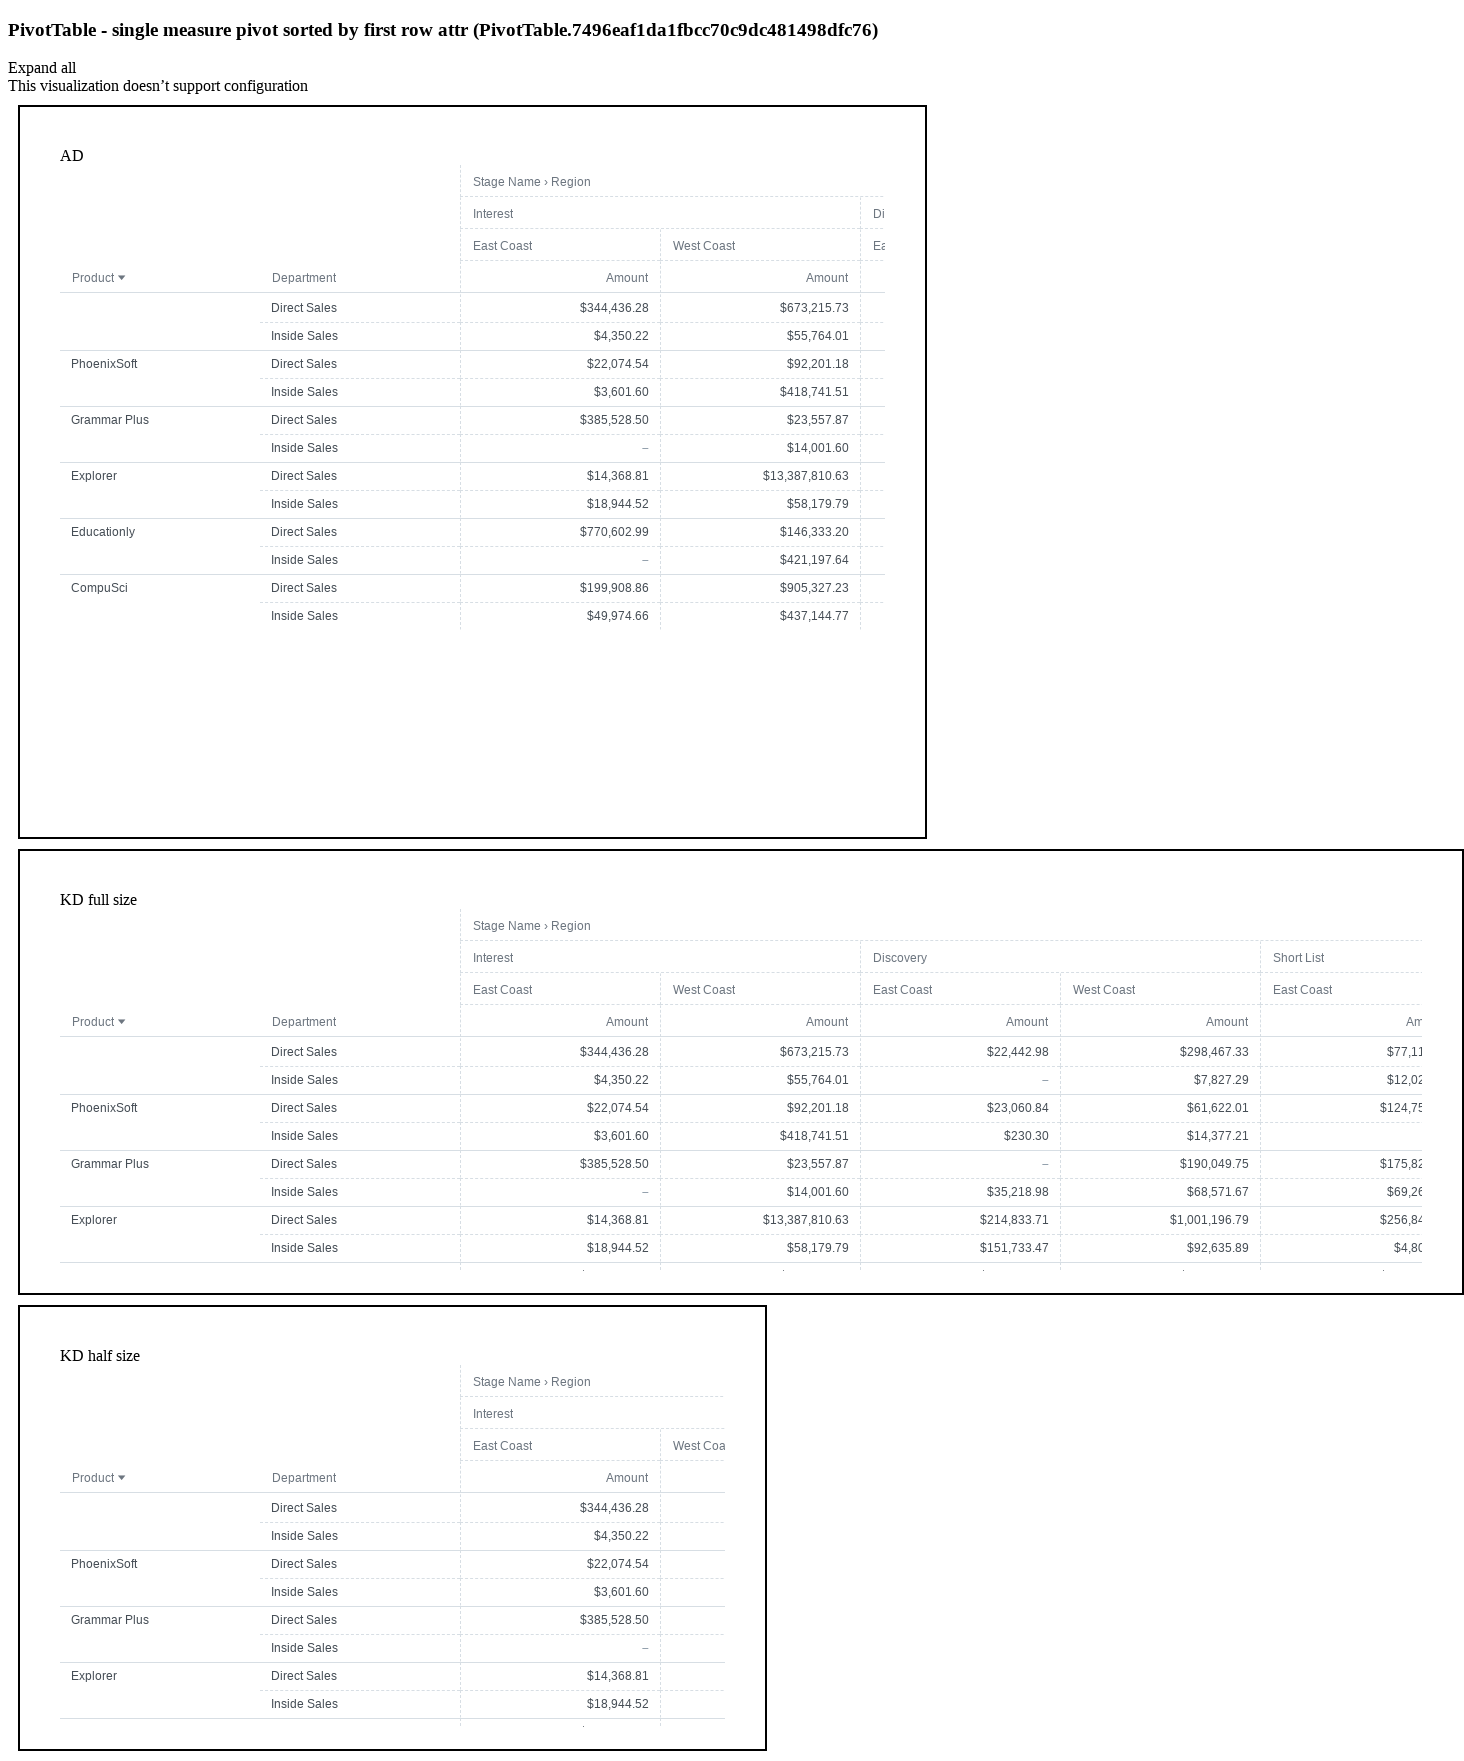 PivotTable - single measure pivot sorted by first row attr (PivotTable.7496eaf1da1fbcc70c9dc481498dfc76)
Expand all
This visualization doesn’t support configuration
AD
Stage Name › Region
Interest Di
East Coast West Coast Ea
Product Department Amount Amount
Direct Sales $344,436.28 $673,215.73
Inside Sales $4,350.22 $55,764.01
PhoenixSoft Direct Sales $22,074.54 $92,201.18
Inside Sales $3,601.60 $418,741.51
Grammar Plus Direct Sales $385,528.50 $23,557.87
Inside Sales – $14,001.60
Explorer Direct Sales $14,368.81 $13,387,810.63
Inside Sales $18,944.52 $58,179.79
Educationly Direct Sales $770,602.99 $146,333.20
Inside Sales – $421,197.64
CompuSci Direct Sales $199,908.86 $905,327.23
Inside Sales $49,974.66 $437,144.77
KD full size
Stage Name › Region
Interest Discovery Short List
East Coast West Coast East Coast West Coast East Coast
Product Department Amount Amount Amount Amount Am
Direct Sales $344,436.28 $673,215.73 $22,442.98 $298,467.33 $77,11
Inside Sales $4,350.22 $55,764.01 – $7,827.29 $12,02
PhoenixSoft Direct Sales $22,074.54 $92,201.18 $23,060.84 $61,622.01 $124,75
Inside Sales $3,601.60 $418,741.51 $230.30 $14,377.21
Grammar Plus Direct Sales $385,528.50 $23,557.87 – $190,049.75 $175,82
Inside Sales – $14,001.60 $35,218.98 $68,571.67 $69,26
Explorer Direct Sales $14,368.81 $13,387,810.63 $214,833.71 $1,001,196.79 $256,84
Inside Sales $18,944.52 $58,179.79 $151,733.47 $92,635.89 $4,80
KD half size
Stage Name › Region
Interest
East Coast West Coa
Product Department Amount
Direct Sales $344,436.28
Inside Sales $4,350.22
PhoenixSoft Direct Sales $22,074.54
Inside Sales $3,601.60
Grammar Plus Direct Sales $385,528.50
Inside Sales –
Explorer Direct Sales $14,368.81
Inside Sales $18,944.52